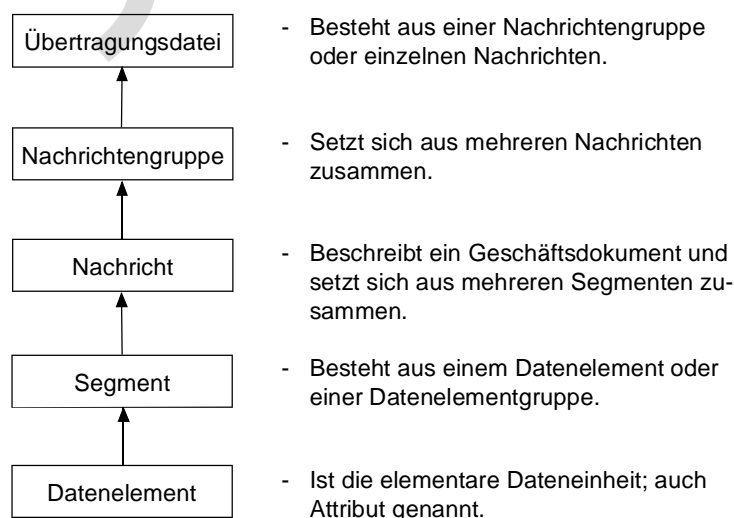 Übertragungsdatei
- Besteht aus einer Nachrichtengruppe
oder einzelnen Nachrichten.
Nachrichtengruppe
- Setzt sich aus mehreren Nachrichten
zusammen.
Nachricht
- Beschreibt ein Geschäftsdokument und
setzt sich aus mehreren Segmenten zu-
sammen.
Segment
- Besteht aus einem Datenelement oder
einer Datenelementgruppe.
Datenelement
- Ist die elementare Dateneinheit; auch
Attribut genannt.